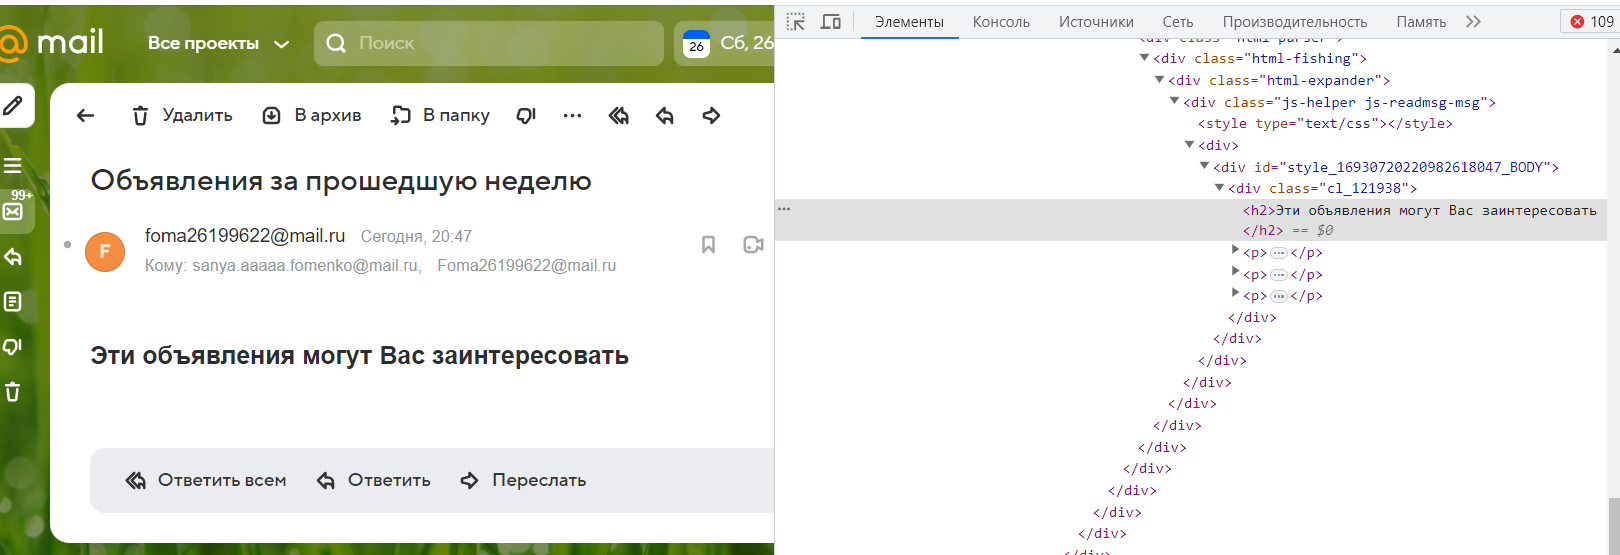 mail
Все проекты
Поиск
26
Сб, 26
Удалить
В архив
В папку
Объявления за прошедшую неделю
99+
foma26199622@mail.ru Сегодня, 20:47
F
Кому: sanya.aaaaa.fomenko@mail.ru, Foma26199622@mail.ru
Эти объявления могут Вас заинтересовать
Ответить всем
Ответить
Переслать
Элементы
Консоль
Источники
Сеть
Производительность
Память
109
<div class="html-parser">
<div class="html-fishing">
<div class="html-expander">
<div class="js-helper js-readmsg-msg">
<style type="text/css"></style>
<div>
<div id="style_16930720220982618047_BODY">
<div class="cl_121938">
<h2>Эти объявления могут Вас заинтересовать
</h2> == $0
<p>…</p>
<p>…</p>
<p>…</p>
</div>
</div>
</div>
</div>
</div>
</div>
</div>
</div>
</div>
</div>
</div>
</div>